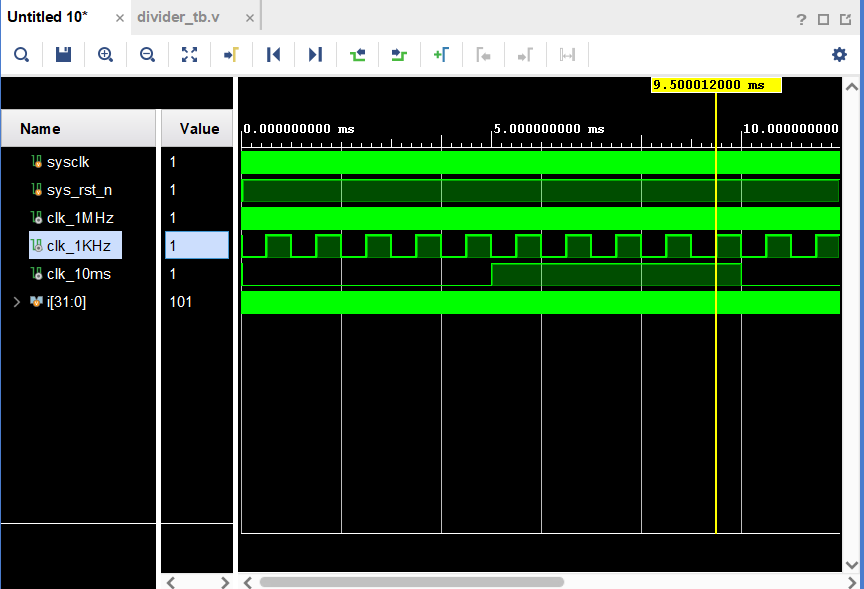 Untitled 10* × divider_tb.v ×
?
9.500012000 ms
Name Value
0.000000000 ms 5.000000000 ms 10.000000000
sysclk 1
sys_rst_n 1
clk_1MHz 1
clk_1KHz 1
clk_10ms 1
i[31:0] 101